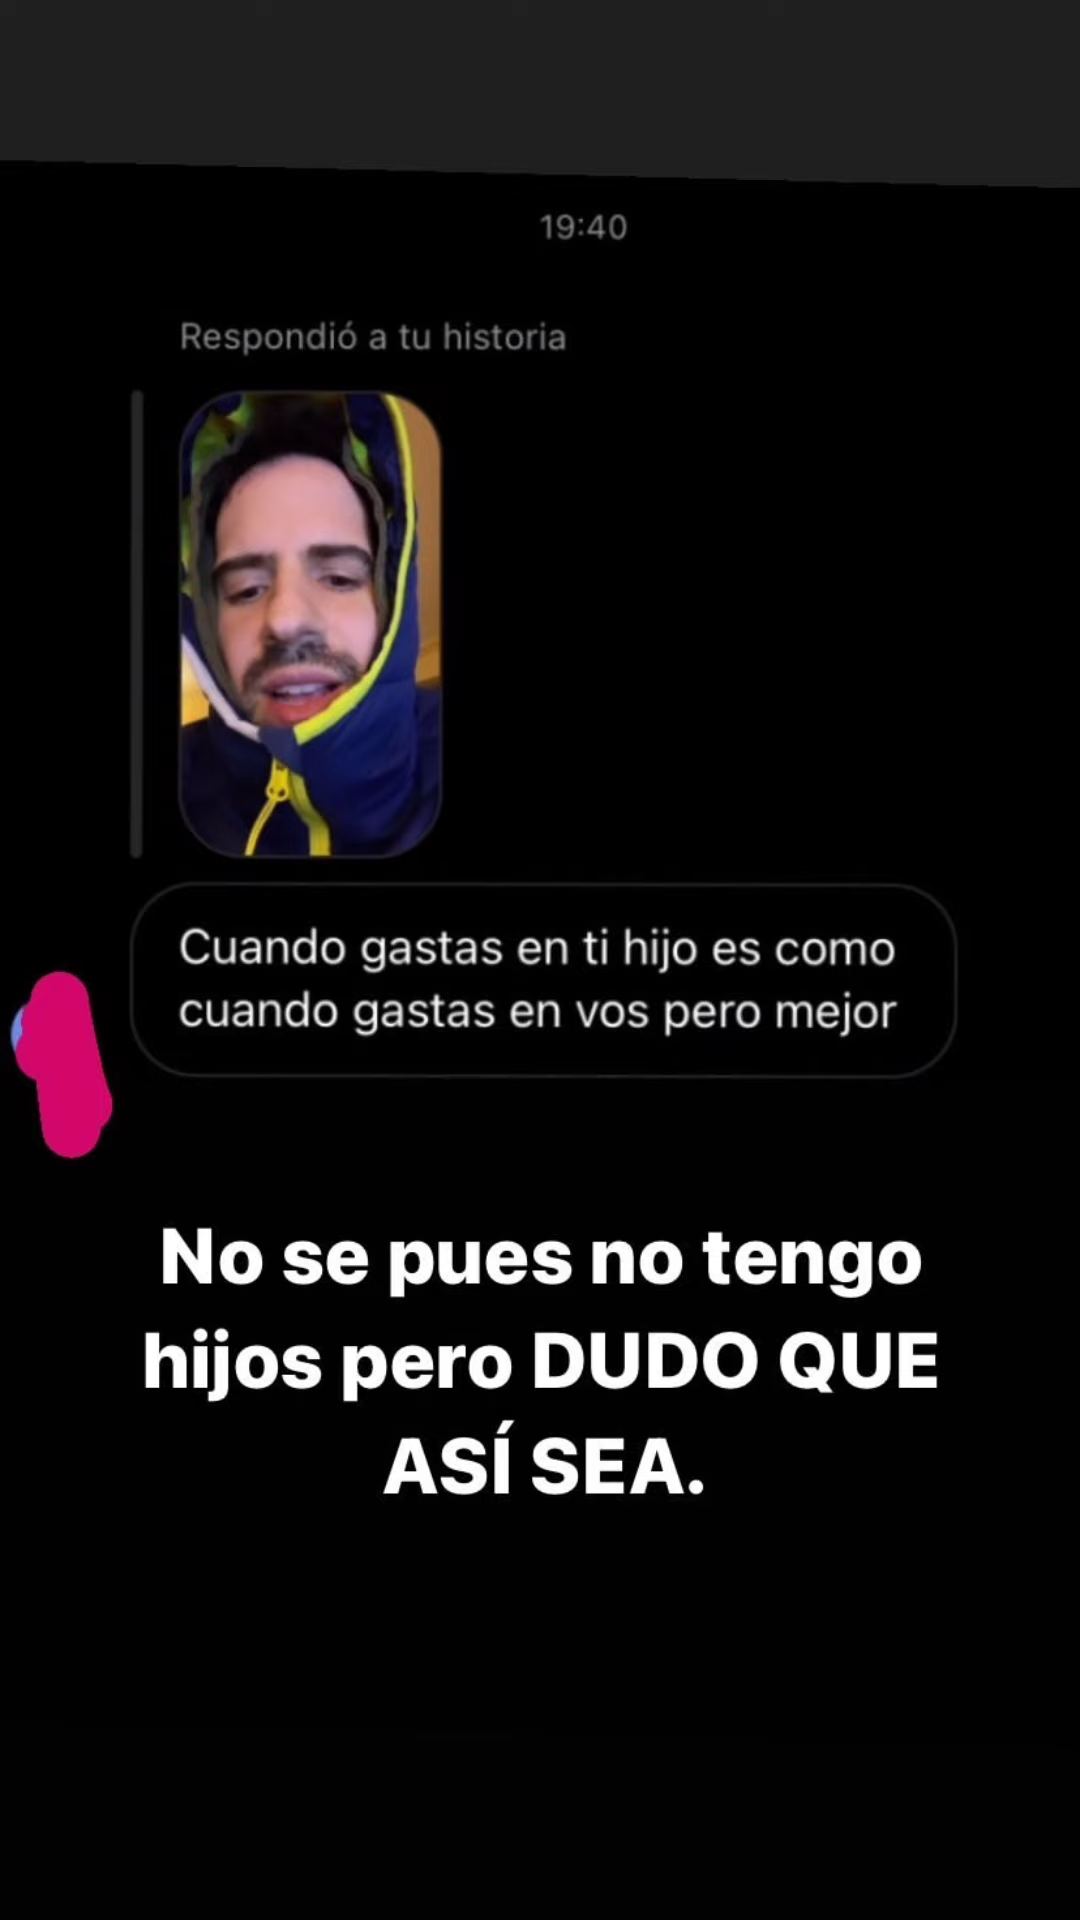 19:40
Respondió a tu historia
Cuando gastas en ti hijo es como
cuando gastas en vos pero mejor
No se pues no tengo
hijos pero DUDO QUE
ASÍ SEA.